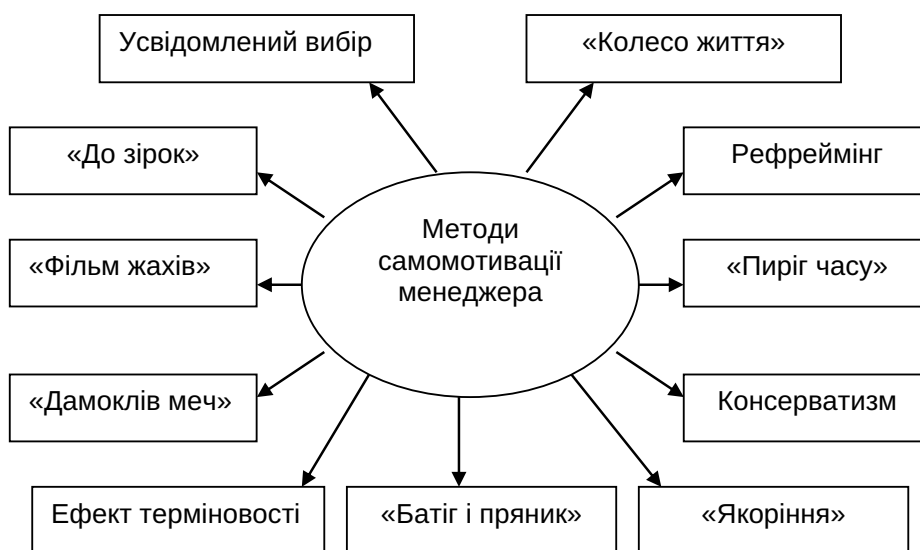 Усвідомлений вибір
«Колесо життя»
«До зірок»
Рефреймінг
Методи
самомотивації
менеджера
«Фільм жахів»
«Пиріг часу»
«Дамоклів меч»
Консерватизм
Ефект терміновості
«Батіг і пряник»
«Якоріння»